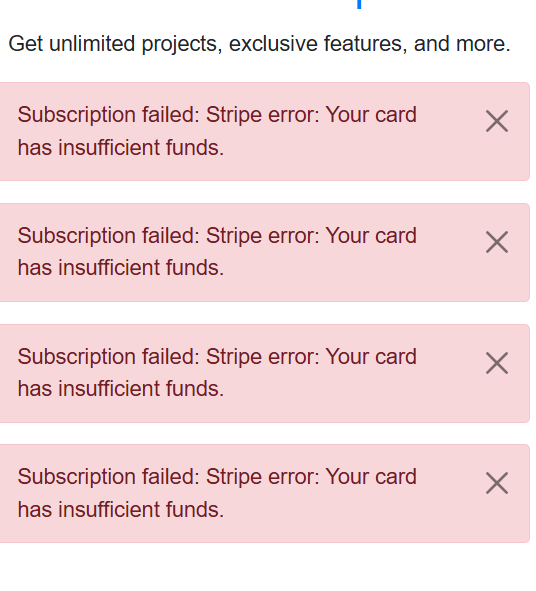 Get unlimited projects, exclusive features, and more.
Subscription failed: Stripe error: Your card
has insufficient funds.
Subscription failed: Stripe error: Your card
has insufficient funds.
Subscription failed: Stripe error: Your card
has insufficient funds.
Subscription failed: Stripe error: Your card
has insufficient funds.